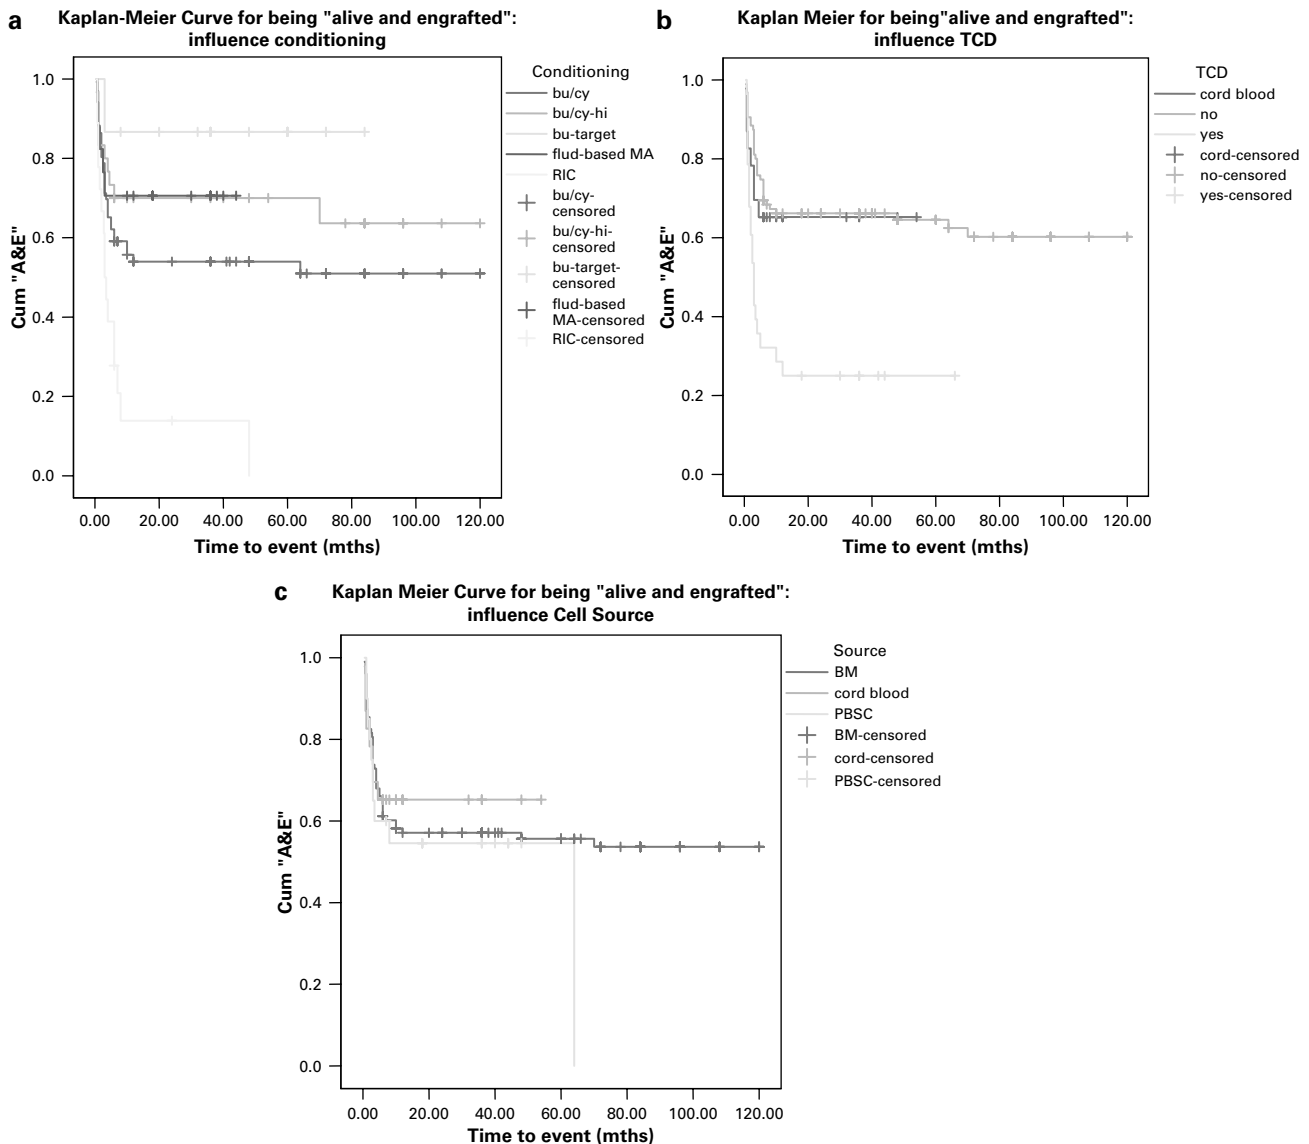 a
Kaplan-Meier Curve for being "alive and engrafted":
influence conditioning
Cum "A&E"
1.0
0.8
0.6
0.4
0.2
0.0
0.00 20.00 40.00 60.00 80.00 100.00 120.00
Time to event (mths)
Conditioning
bu/cy
bu/cy-hi
bu-target
flud-based MA
RIC
bu/cy-
censored
bu/cy-hi-
censored
bu-target-
censored
flud-based
MA-censored
RIC-censored
b
Kaplan Meier for being"alive and engrafted":
influence TCD
Cum "A&E"
1.0
0.8
0.6
0.4
0.2
0.0
0.00 20.00 40.00 60.00 80.00 100.00 120.00
Time to event (mths)
TCD
cord blood
no
yes
cord-censored
no-censored
yes-censored
c
Kaplan Meier Curve for being "alive and engrafted":
influence Cell Source
Cum "A&E"
1.0
0.8
0.6
0.4
0.2
0.0
0.00 20.00 40.00 60.00 80.00 100.00 120.00
Time to event (mths)
Source
BM
cord blood
PBSC
BM-censored
cord-censored
PBSC-censored